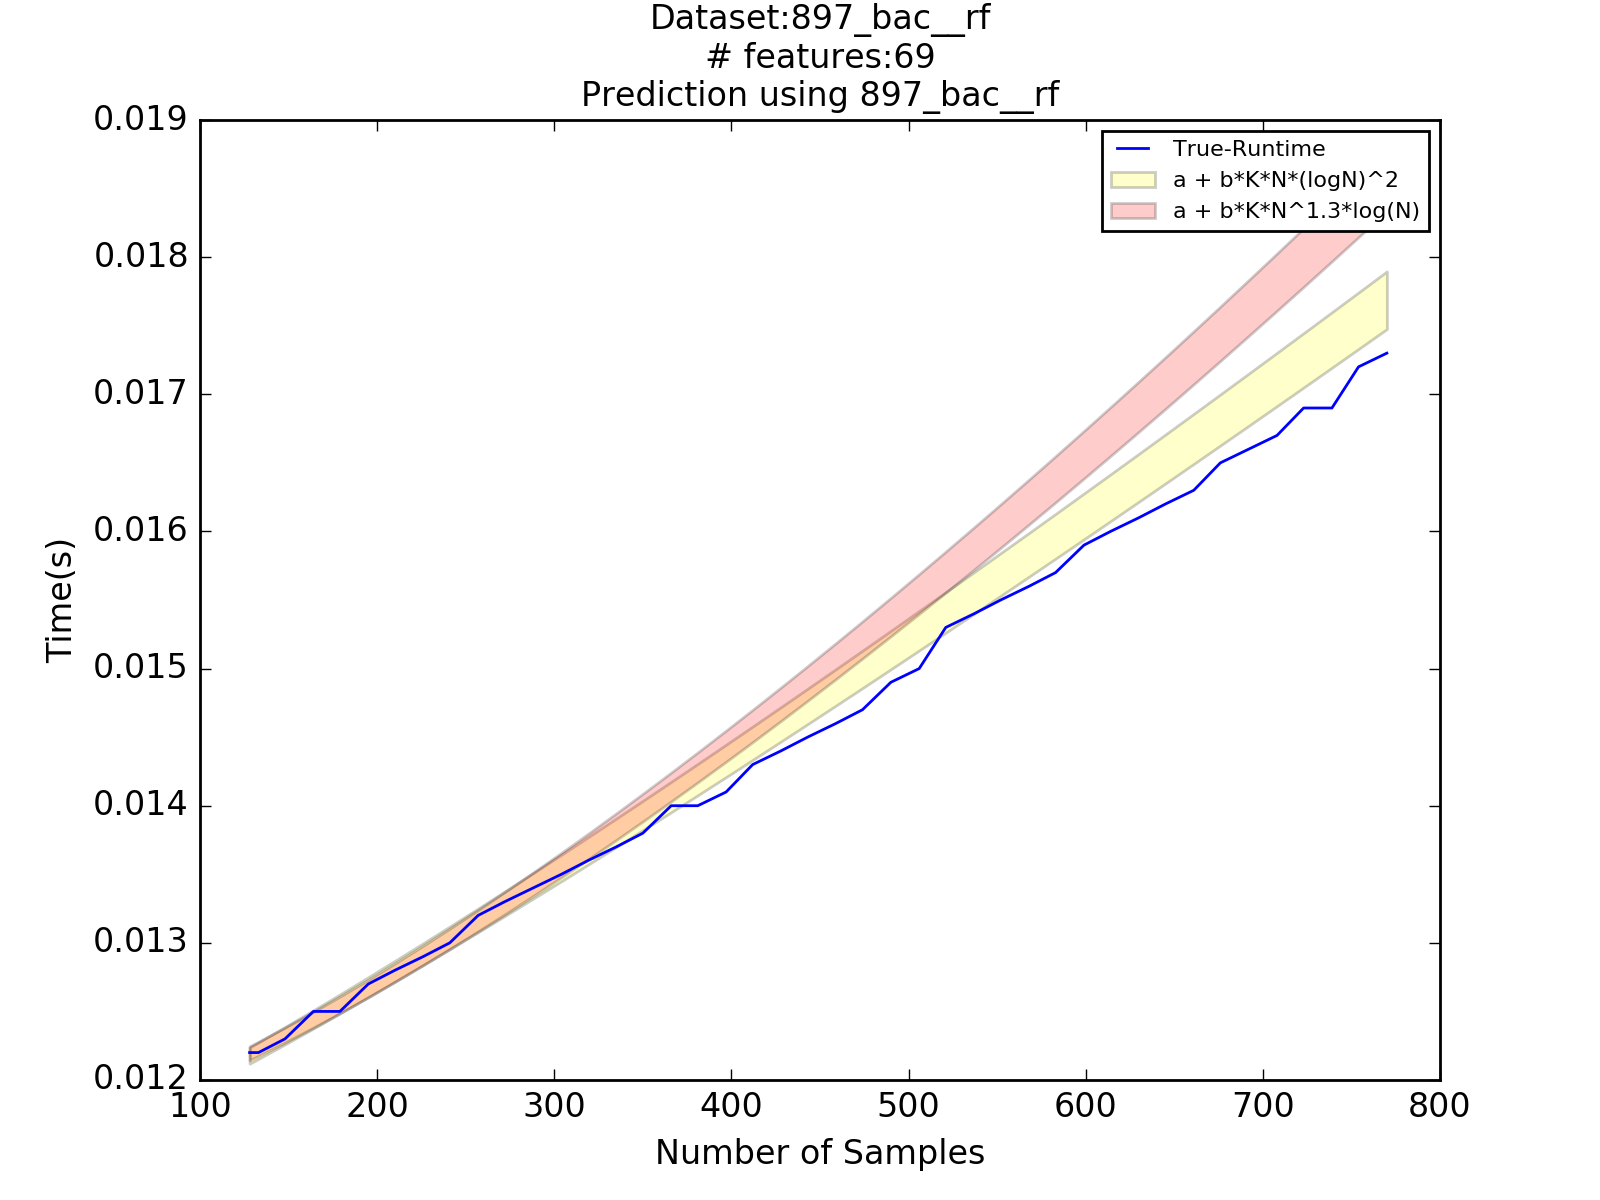 Dataset:897_bac__rf
# features:69
Prediction using 897_bac__rf
0.019
0.018
0.017
0.016
0.015
0.014
0.013
0.012
Time(s)
True-Runtime
a + b*K*N*(logN)^2
a + b*K*N^1.3*log(N)
100 200 300 400 500 600 700 800
Number of Samples